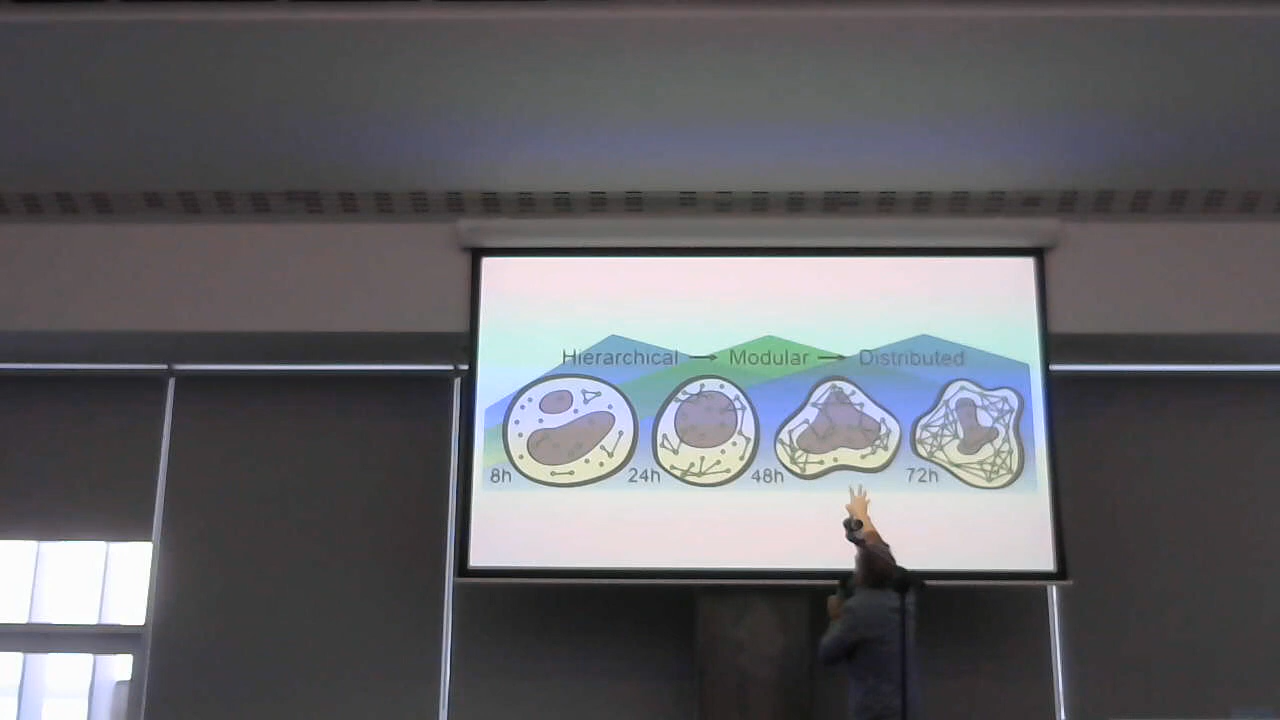 Hierarchical → Modular → Distributed
8h 24h 48h 72h